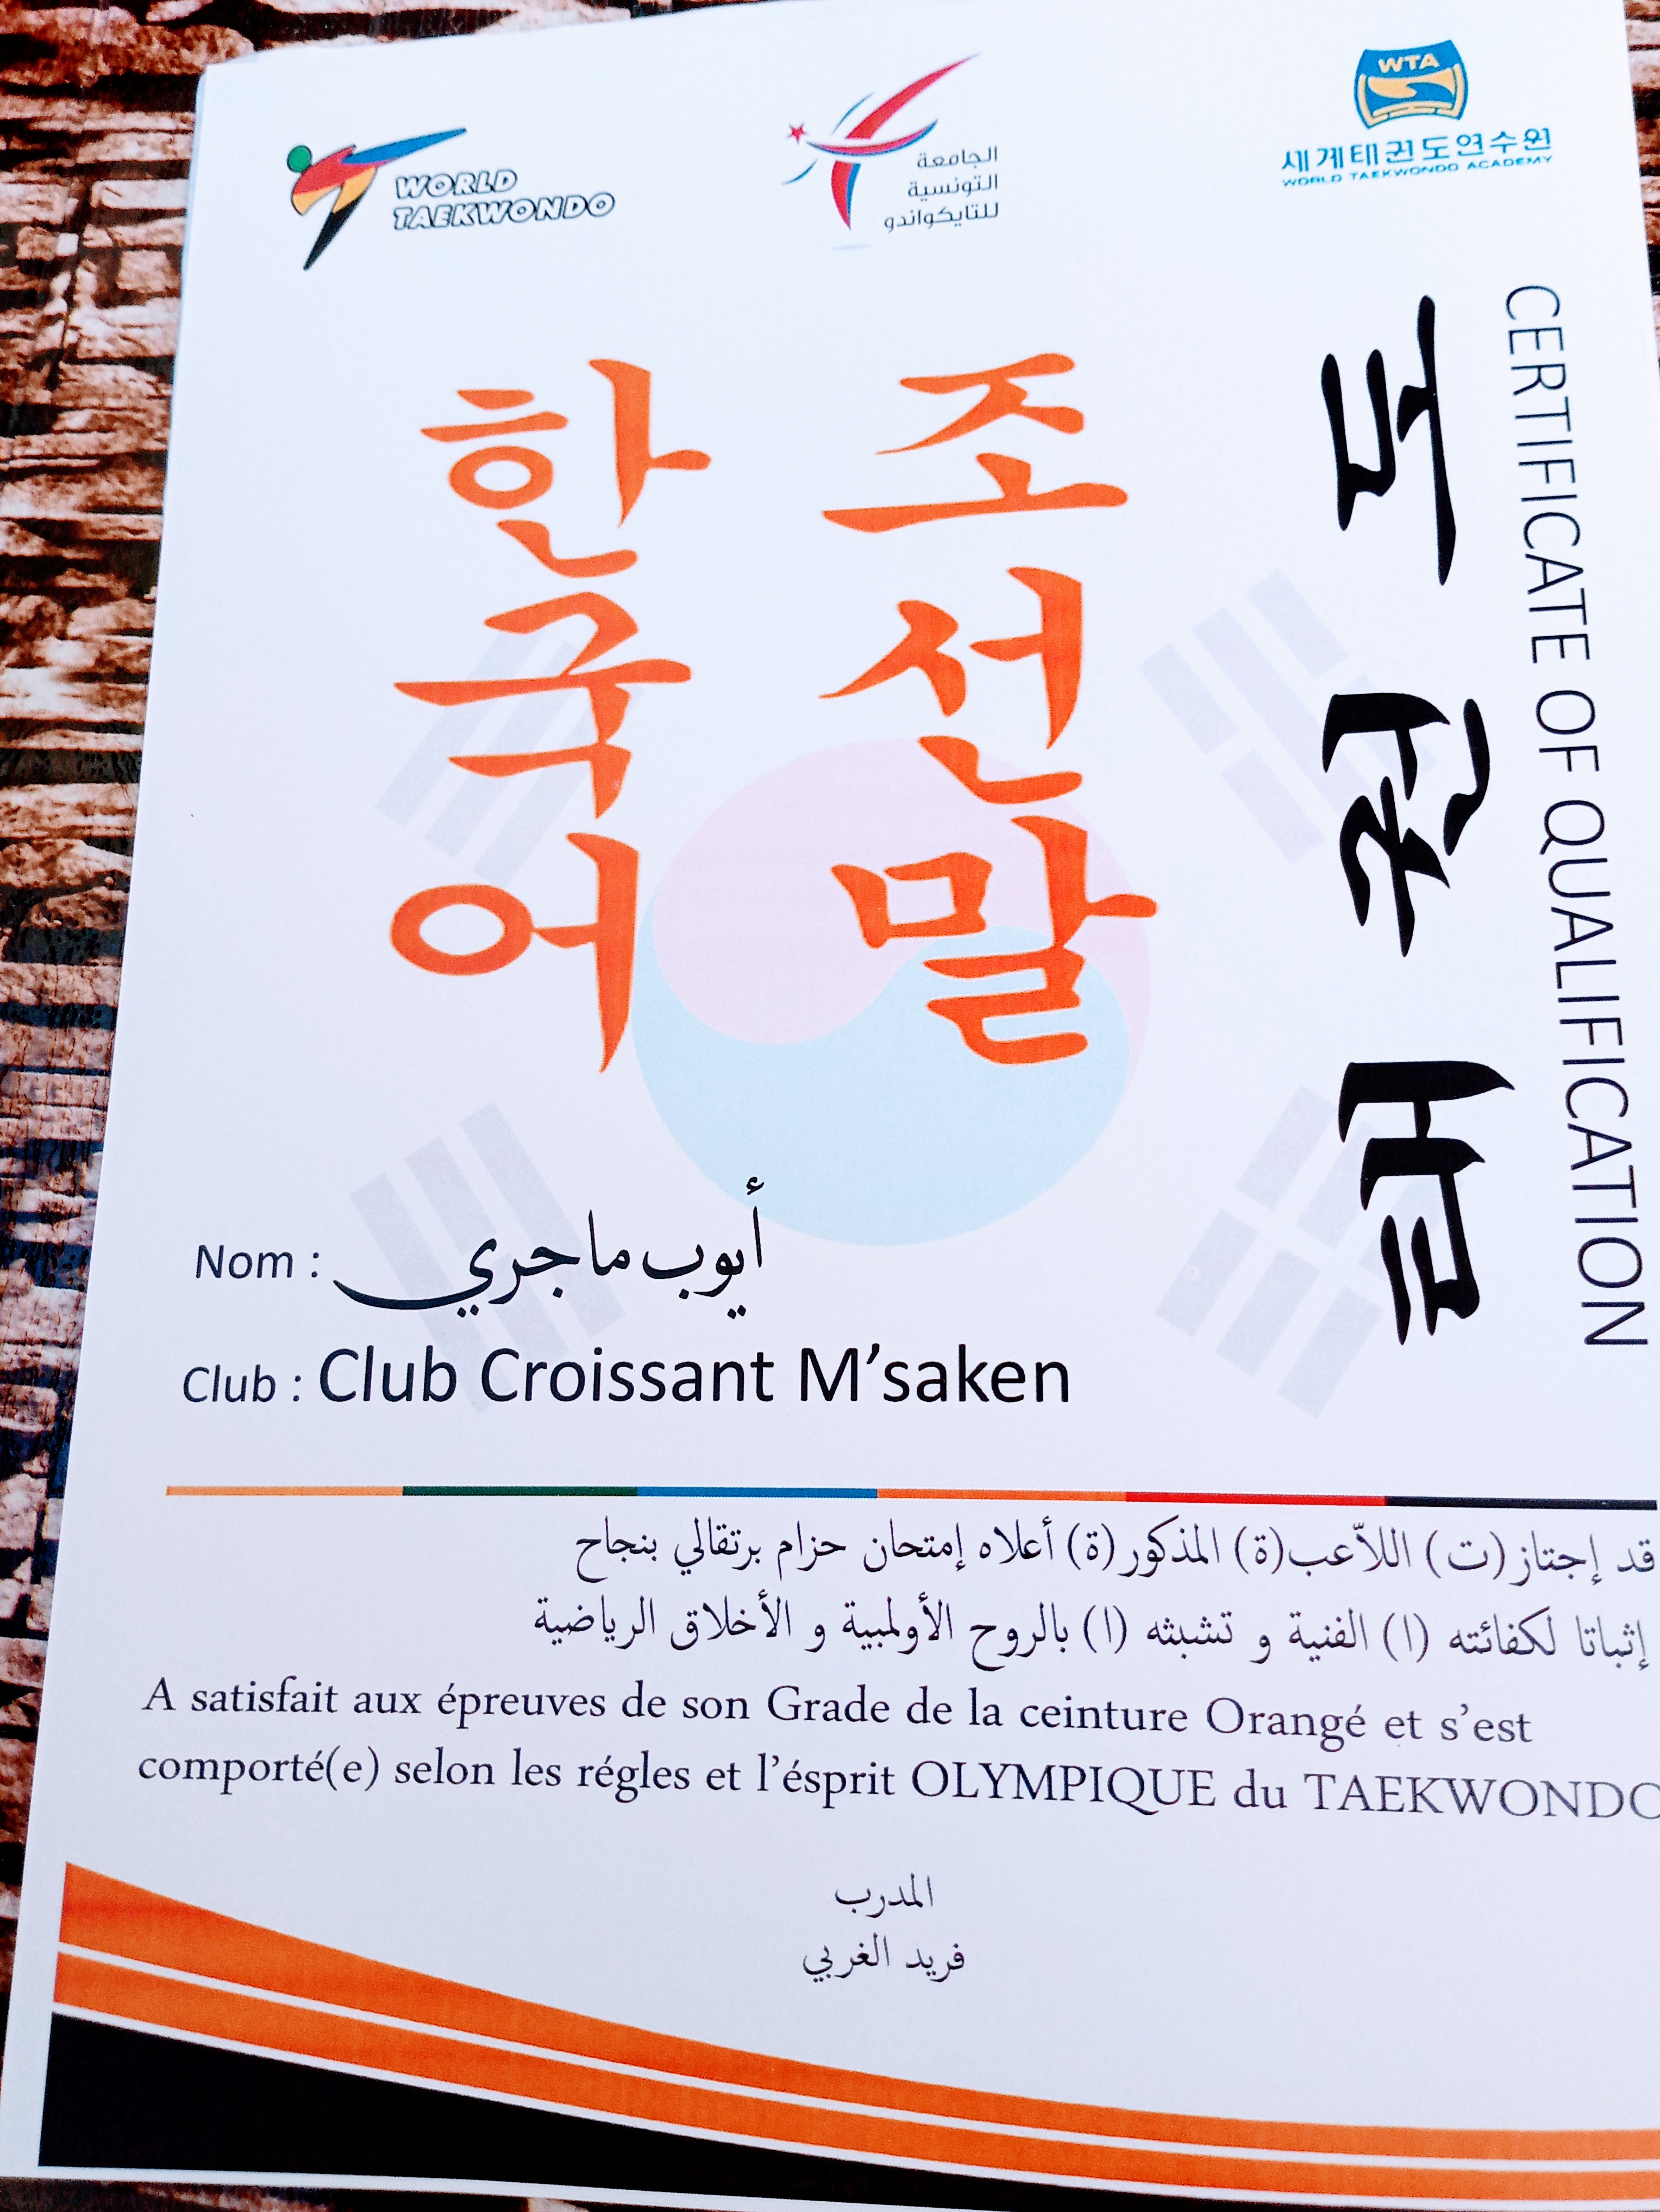 WORLD
TAEKWONDO
الجامعة
التونسية
للتايكواندو
WTA
세계태권도연수원
WORLD TAEKWONDO ACADEMY
한국어
조선말
태권도
CERTIFICATE OF QUALIFICATION
Nom : أيوب ماجري
Club : Club Croissant M’saken
قد إجتاز(ت) اللاّعب(ة) المذكور(ة) أعلاه إمتحان حزام برتقالي بنجاح
إثباتا لكفائته (ا) الفنية و تشبثه (ا) بالروح الأولمبية و الأخلاق الرياضية
A satisfait aux épreuves de son Grade de la ceinture Orangé et s’est
comporté(e) selon les régles et l’ésprit OLYMPIQUE du TAEKWONDO
المدرب
فريد الغربي